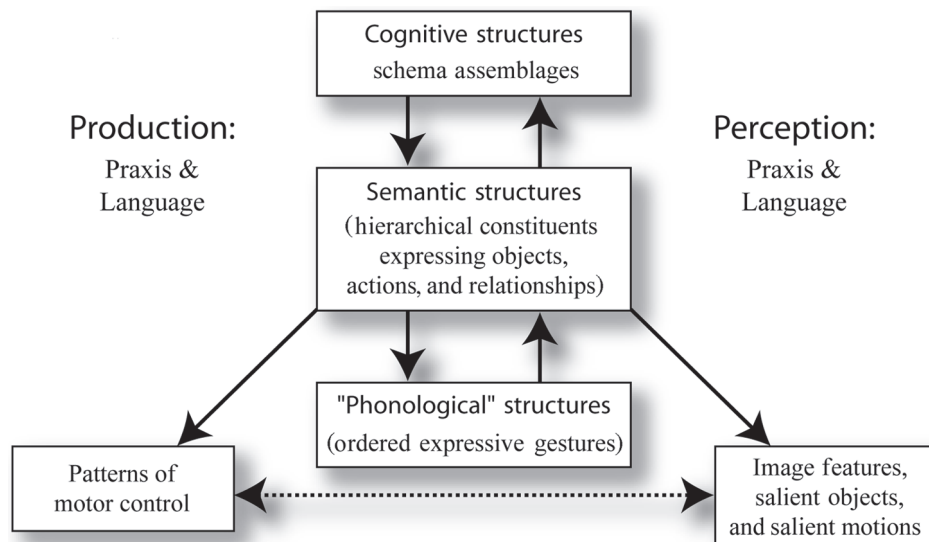 Cognitive structures
schema assemblages
Production:
Praxis &
Language
Perception:
Praxis &
Language
Semantic structures
(hierarchical constituents
expressing objects,
actions, and relationships)
"Phonological" structures
(ordered expressive gestures)
Patterns of
motor control
Image features,
salient objects,
and salient motions